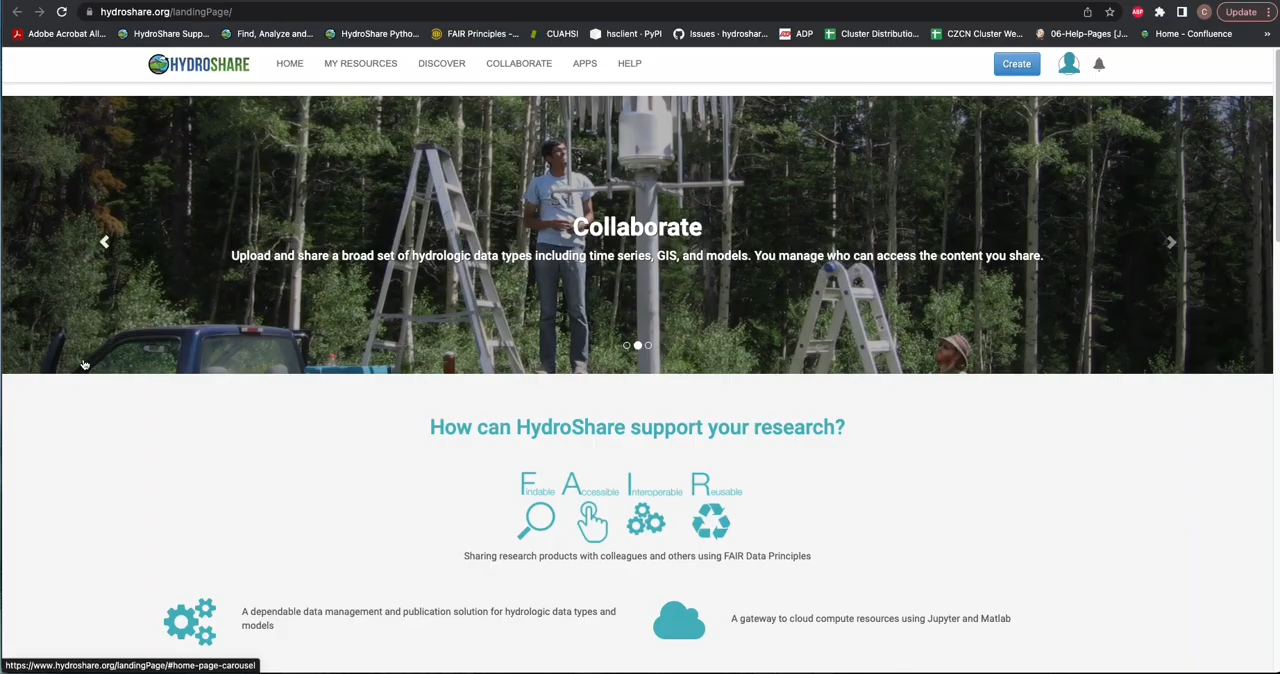 hydroshare.org/landingPage/
ABP
C
Update
Adobe Acrobat All...
HydroShare Supp...
Find, Analyze and...
HydroShare Pytho...
FAIR Principles -...
CUAHSI
hsclient · PyPI
Issues · hydroshar...
ADP
Cluster Distributio...
CZCN Cluster We...
06-Help-Pages [J...
Home - Confluence
»
HYDROSHARE
HOME
MY RESOURCES
DISCOVER
COLLABORATE
APPS
HELP
Create
Collaborate
Upload and share a broad set of hydrologic data types including time series, GIS, and models. You manage who can access the content you share.
How can HydroShare support your research?
Findable Accessible Interoperable Reusable
Sharing research products with colleagues and others using FAIR Data Principles
A dependable data management and publication solution for hydrologic data types and
models
A gateway to cloud compute resources using Jupyter and Matlab
https://www.hydroshare.org/landingPage/#home-page-carousel